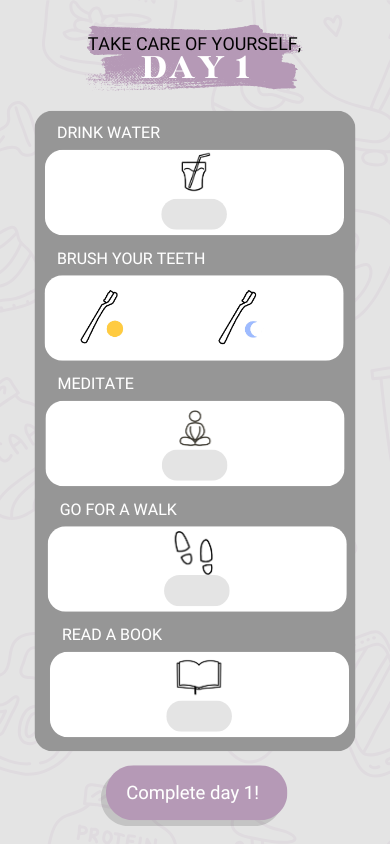 TAKE CARE OF YOURSELF,
DAY 1
DRINK WATER
BRUSH YOUR TEETH
MEDITATE
GO FOR A WALK
READ A BOOK
Complete day 1!
PROTEIN